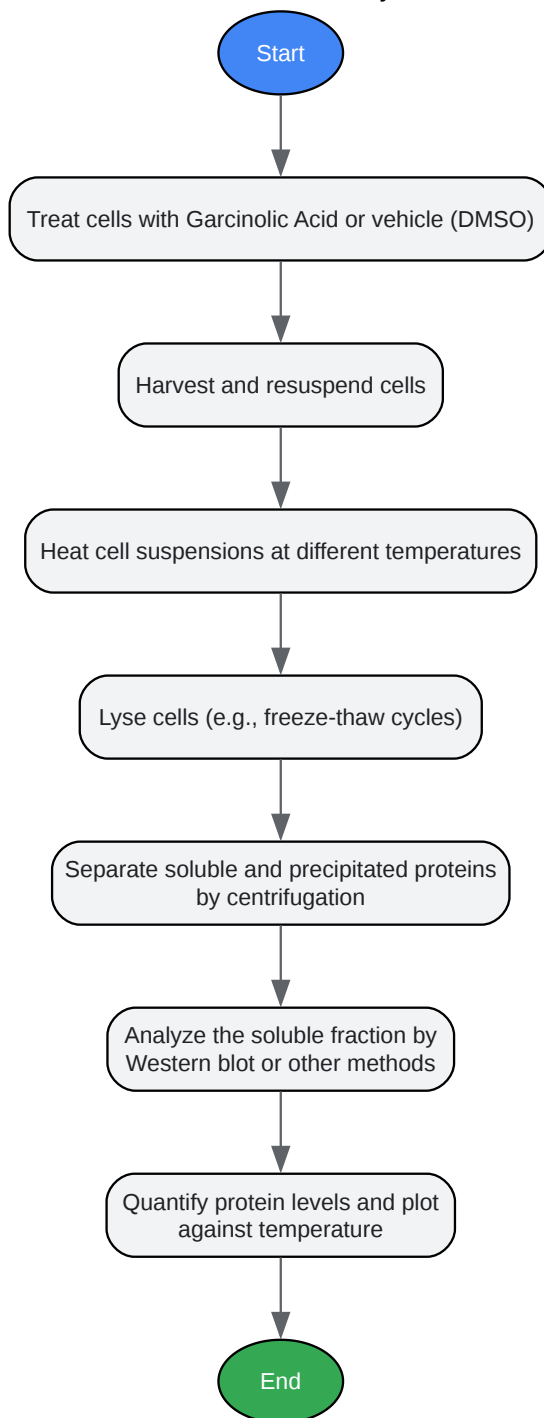 Start
Treat cells with Garcinolic Acid or vehicle (DMSO)
Harvest and resuspend cells
Heat cell suspensions at different temperatures
Lyse cells (e.g., freeze-thaw cycles)
Separate soluble and precipitated proteins
by centrifugation
Analyze the soluble fraction by
Western blot or other methods
Quantify protein levels and plot
against temperature
End